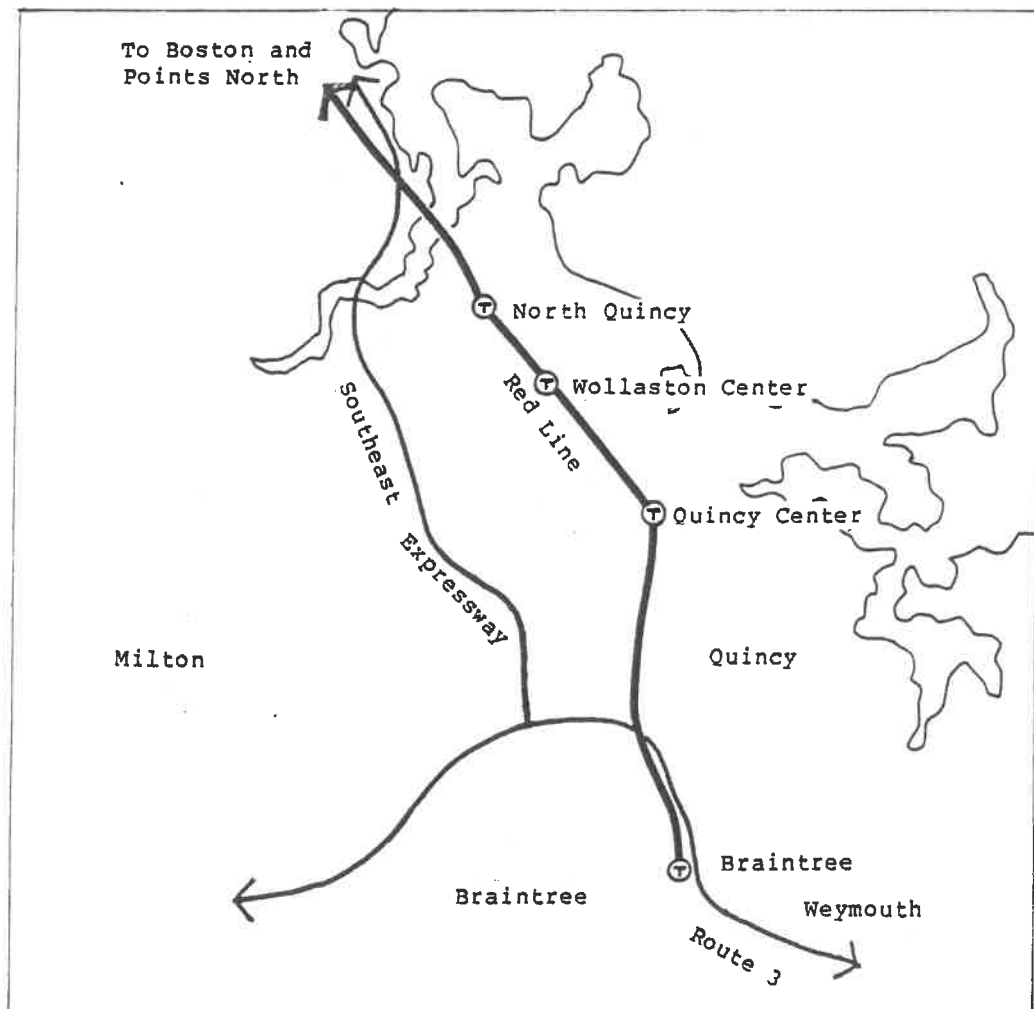 To Boston and
Points North
North Quincy
Wollaston Center
Red Line
Southeast Expressway
Quincy Center
Milton
Quincy
Braintree
Braintree
Weymouth
Route 3
T
T
T
T